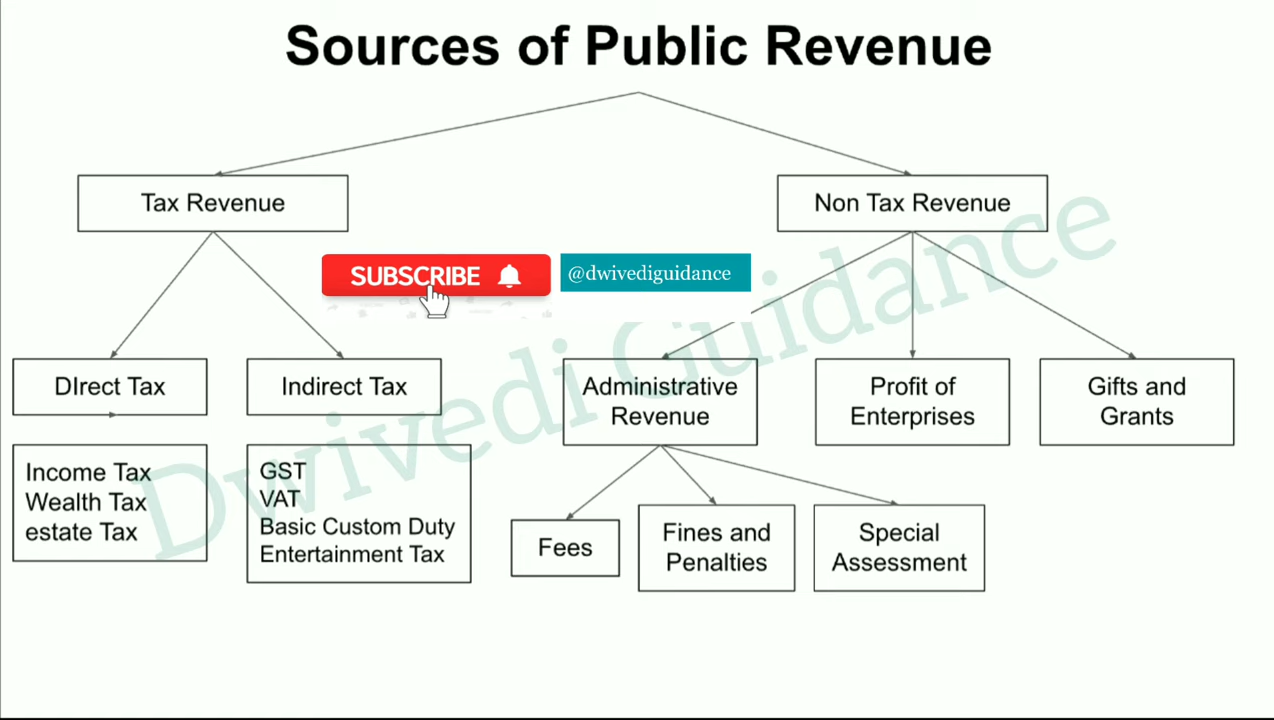 Sources of Public Revenue
Tax Revenue
Non Tax Revenue
SUBSCRIBE
@dwivediguidance
DIrect Tax
Indirect Tax
Administrative
Revenue
Profit of
Enterprises
Gifts and
Grants
Income Tax
Wealth Tax
estate Tax
GST
VAT
Basic Custom Duty
Entertainment Tax
Fees
Fines and
Penalties
Special
Assessment
Dwivedi Guidance